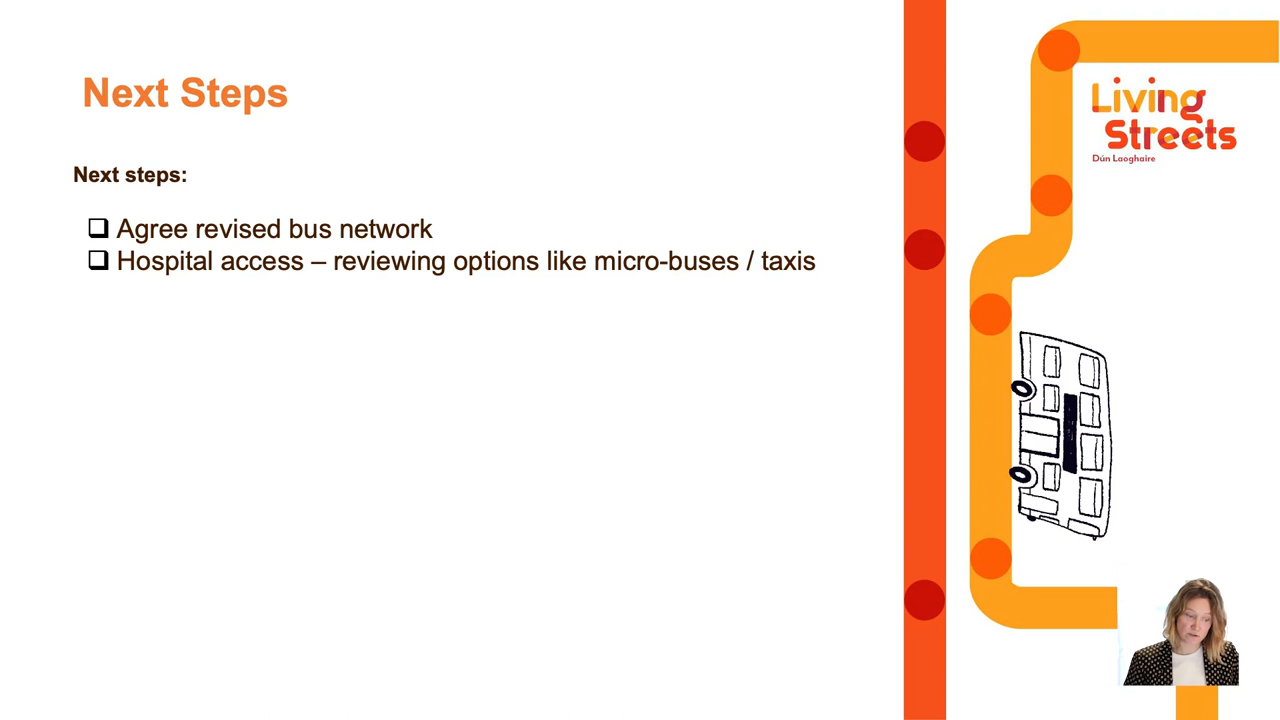 Next Steps
Next steps:
Agree revised bus network
Hospital access – reviewing options like micro-buses / taxis
Living
Streets
Dún Laoghaire